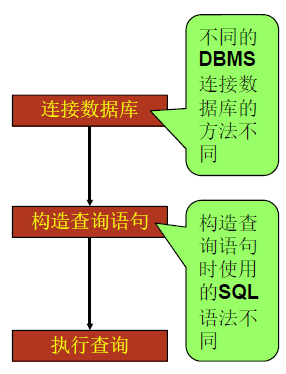 不同的
DBMS
连接数
据库的
方法不
同
连接数据库
构造查询语句
构造查
询语句
时使用
的SQL
语法不
同
执行查询